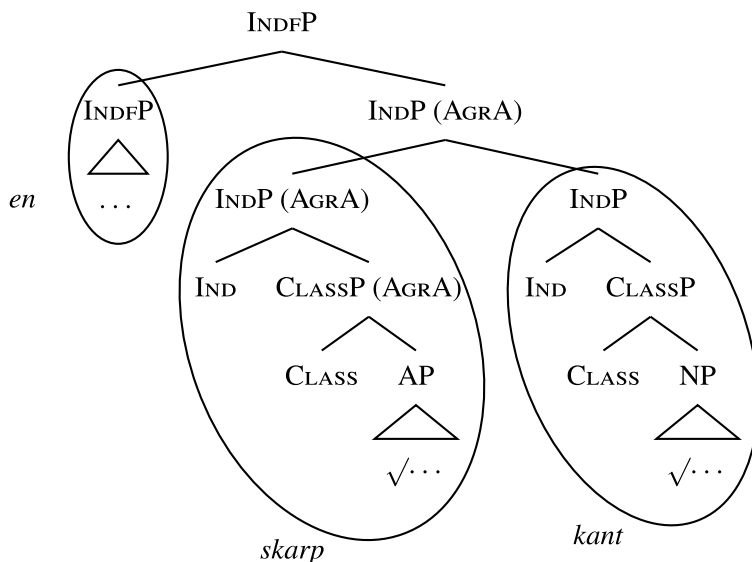 INDFP
INDFP INDP (AGRA)
en ... INDP (AGRA) INDP
IND CLASSP (AGRA) IND CLASSP
CLASS AP CLASS NP
√... √...
skarp kant